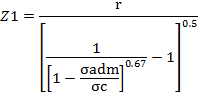 Z1 = r / [ 1 / [1 − σadm/σc]^0.67 − 1 ]^0.5